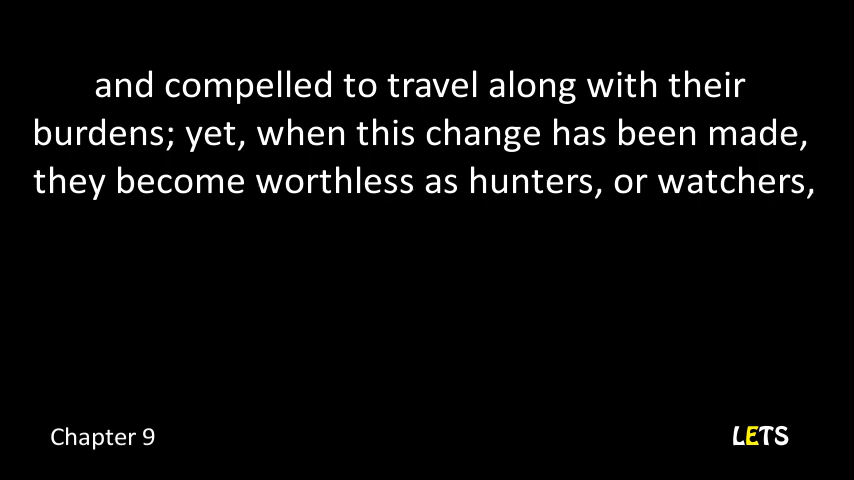 and compelled to travel along with their
burdens; yet, when this change has been made,
they become worthless as hunters, or watchers,
Chapter 9
LETS